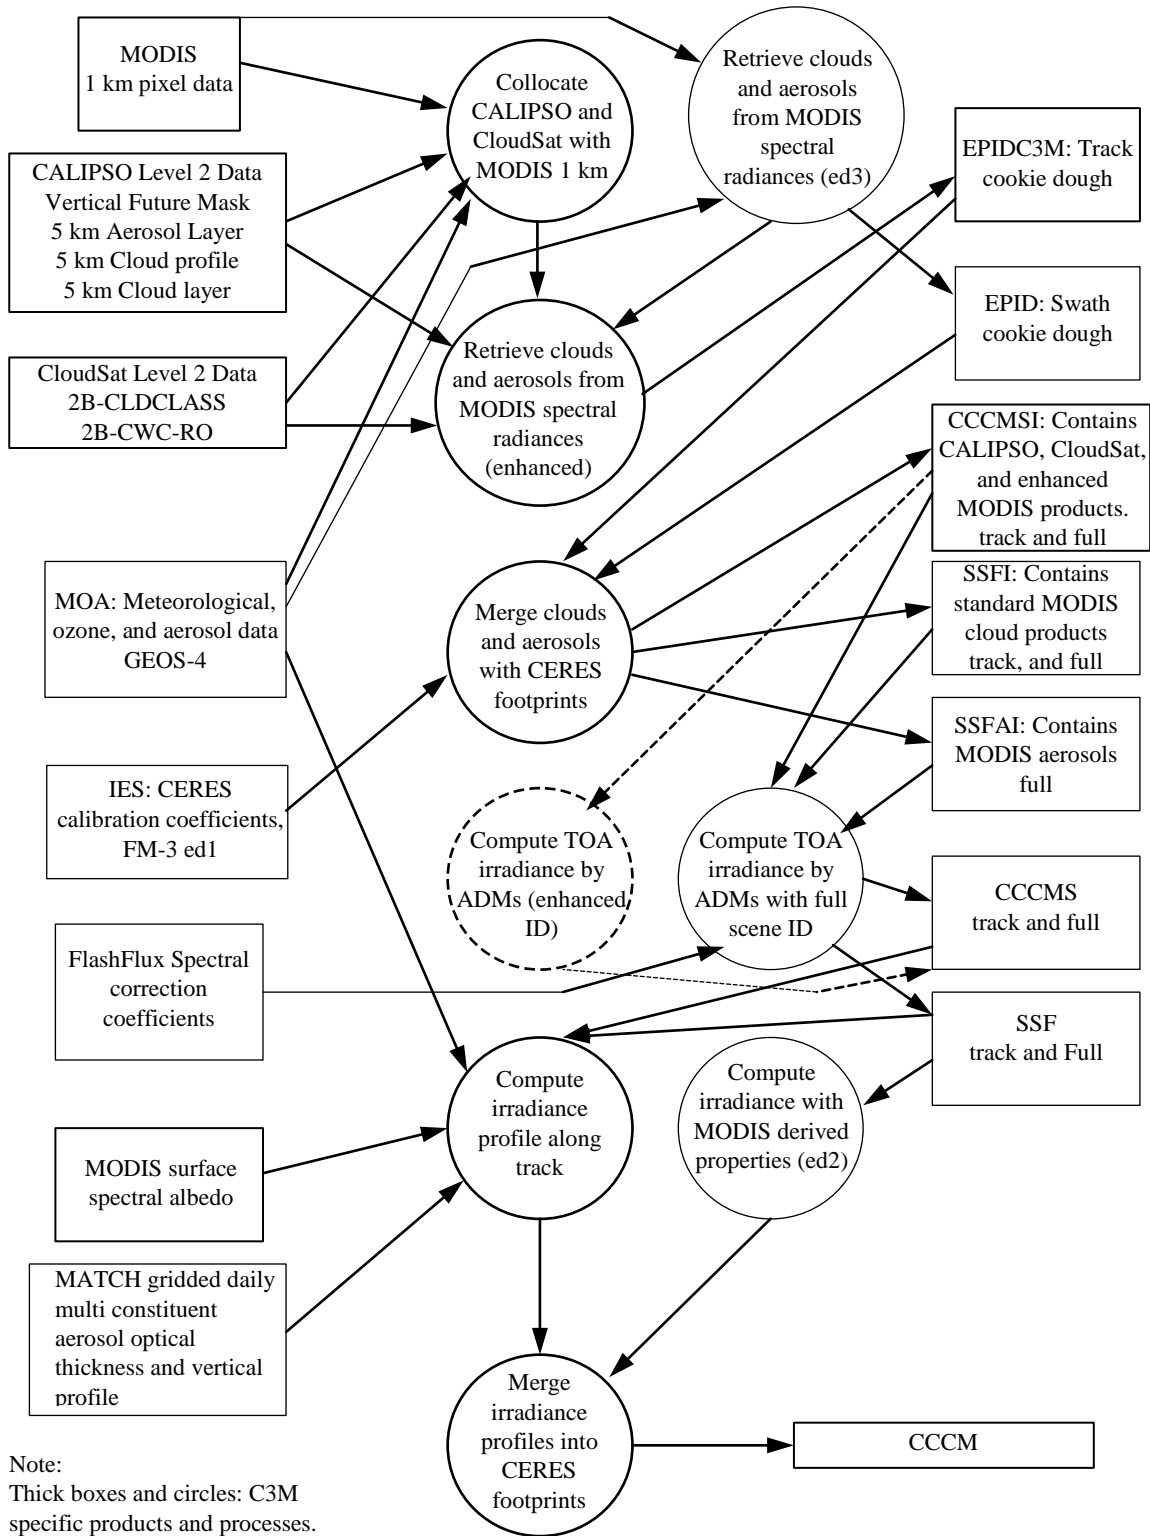 MODIS
1 km pixel data
CALIPSO Level 2 Data
Vertical Future Mask
5 km Aerosol Layer
5 km Cloud profile
5 km Cloud layer
CloudSat Level 2 Data
2B-CLDCLASS
2B-CWC-RO
MOA: Meteorological,
ozone, and aerosol data
GEOS-4
IES: CERES
calibration coefficients,
FM-3 ed1
FlashFlux Spectral
correction
coefficients
MODIS surface
spectral albedo
MATCH gridded daily
multi constituent
aerosol optical
thickness and vertical
profile
Collocate
CALIPSO and
CloudSat with
MODIS 1 km
Retrieve clouds
and aerosols
from MODIS
spectral
radiances (ed3)
Retrieve clouds
and aerosols from
MODIS spectral
radiances
(enhanced)
Merge clouds
and aerosols
with CERES
footprints
Compute TOA
irradiance by
ADMs (enhanced
ID)
Compute TOA
irradiance by
ADMs with full
scene ID
Compute
irradiance
profile along
track
Compute
irradiance with
MODIS derived
properties (ed2)
Merge
irradiance
profiles into
CERES
footprints
EPIDC3M: Track
cookie dough
EPID: Swath
cookie dough
CCCMSI: Contains
CALIPSO, CloudSat,
and enhanced
MODIS products.
track and full
SSFI: Contains
standard MODIS
cloud products
track, and full
SSFAI: Contains
MODIS aerosols
full
CCCMS
track and full
SSF
track and Full
CCCM
Note:
Thick boxes and circles: C3M
specific products and processes.